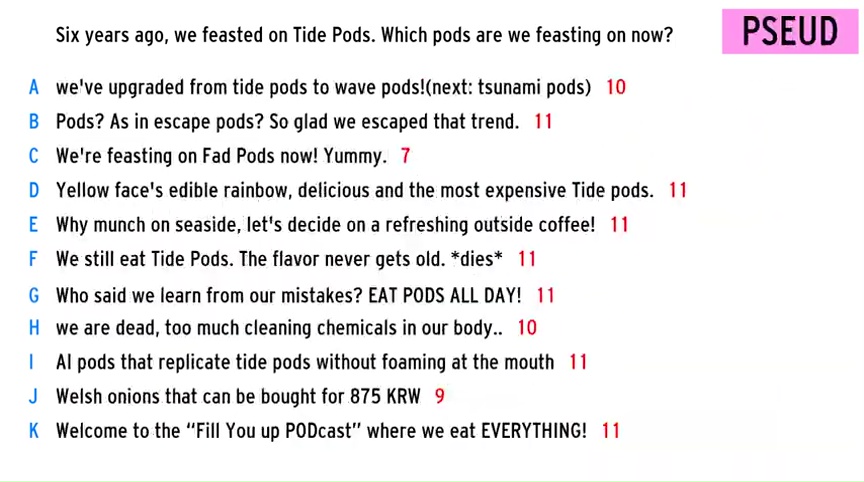 Six years ago, we feasted on Tide Pods. Which pods are we feasting on now?
PSEUD
A we've upgraded from tide pods to wave pods!(next: tsunami pods) 10
B Pods? As in escape pods? So glad we escaped that trend. 11
C We're feasting on Fad Pods now! Yummy. 7
D Yellow face's edible rainbow, delicious and the most expensive Tide pods. 11
E Why munch on seaside, let's decide on a refreshing outside coffee! 11
F We still eat Tide Pods. The flavor never gets old. *dies* 11
G Who said we learn from our mistakes? EAT PODS ALL DAY! 11
H we are dead, too much cleaning chemicals in our body.. 10
I AI pods that replicate tide pods without foaming at the mouth 11
J Welsh onions that can be bought for 875 KRW 9
K Welcome to the “Fill You up PODcast” where we eat EVERYTHING! 11